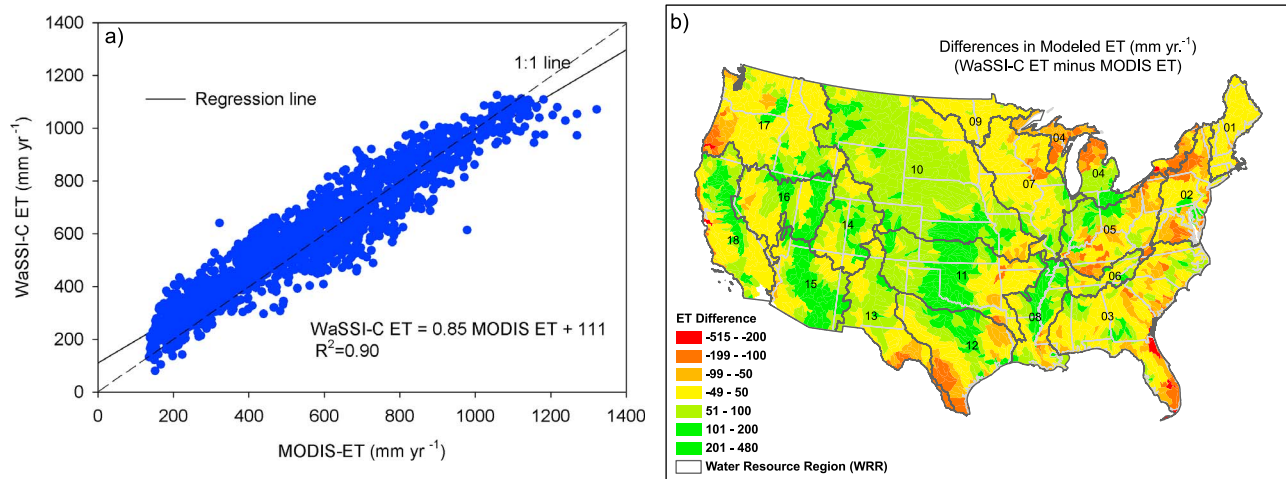 a)
1400
1200
1000
800
600
400
200
0
WaSSI-C ET (mm yr⁻¹)
1:1 line
Regression line
WaSSI-C ET = 0.85 MODIS ET + 111
R²=0.90
0 200 400 600 800 1000 1200 1400
MODIS-ET (mm yr ⁻¹)
b)
Differences in Modeled ET (mm yr.⁻¹)
(WaSSI-C ET minus MODIS ET)
01
09
04
17
04
07
10
02
16
05
14
18
06
11
15
13
03
08
12
ET Difference
-515 - -200
-199 - -100
-99 - -50
-49 - 50
51 - 100
101 - 200
201 - 480
Water Resource Region (WRR)